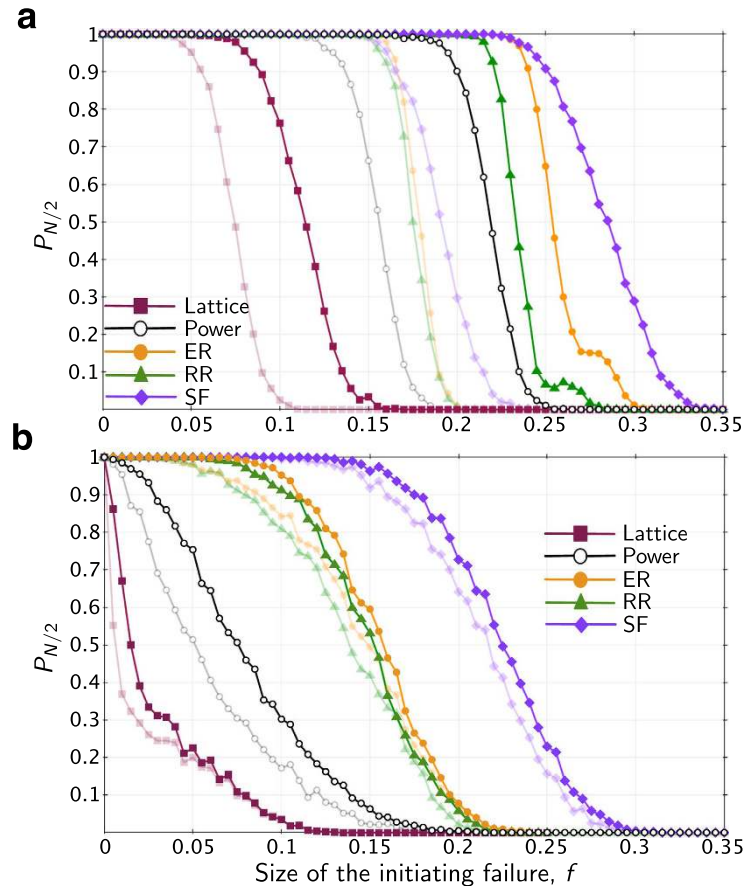 a
1
0.9
0.8
0.7
0.6
0.5
0.4
0.3
0.2
0.1
P_{N/2}
Lattice
Power
ER
RR
SF
0 0.05 0.1 0.15 0.2 0.25 0.3 0.35
b
1
0.9
0.8
0.7
0.6
0.5
0.4
0.3
0.2
0.1
P_{N/2}
Lattice
Power
ER
RR
SF
0 0.05 0.1 0.15 0.2 0.25 0.3 0.35
Size of the initiating failure, f